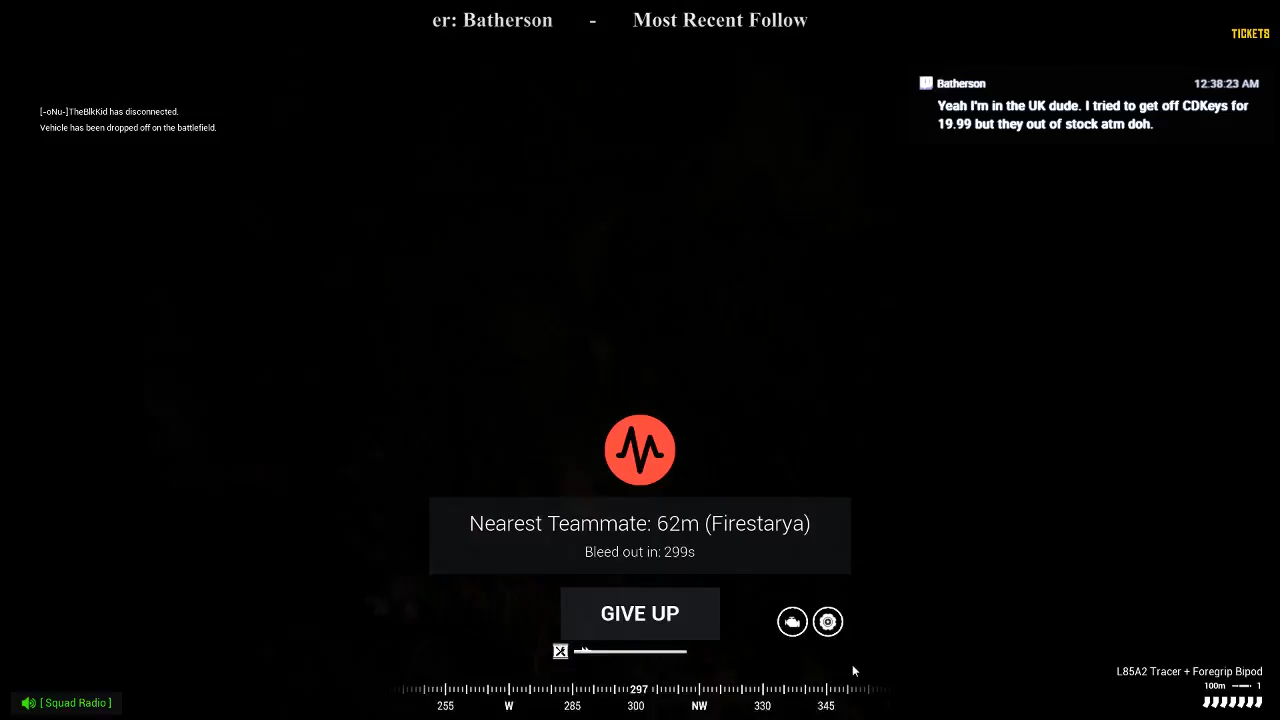 er: Batherson - Most Recent Follow
TICKETS
Batherson 12:38:23 AM
Yeah I'm in the UK dude. I tried to get off CDKeys for
19.99 but they out of stock atm doh.
[-oNu-]TheBlkKid has disconnected.
Vehicle has been dropped off on the battlefield.
Nearest Teammate: 62m (Firestarya)
Bleed out in: 299s
GIVE UP
L85A2 Tracer + Foregrip Bipod
100m 1
297
255 W 285 300 NW 330 345
[ Squad Radio ]